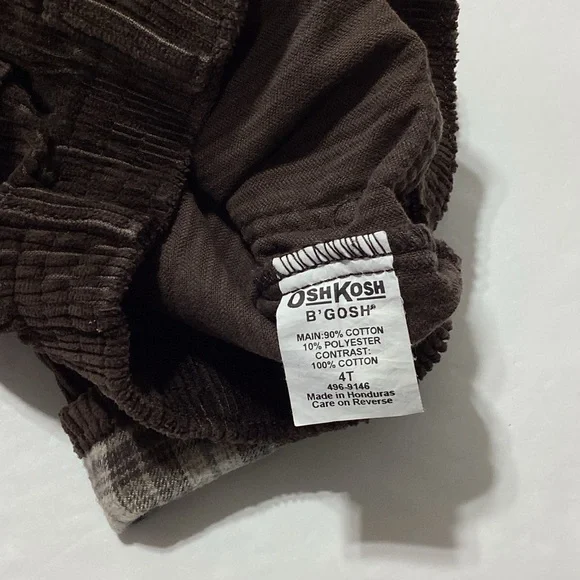 OSHKOSH
B'GOSH®
MAIN:90% COTTON
10% POLYESTER
CONTRAST:
100% COTTON
4T
496-9146
Made in Honduras
Care on Reverse